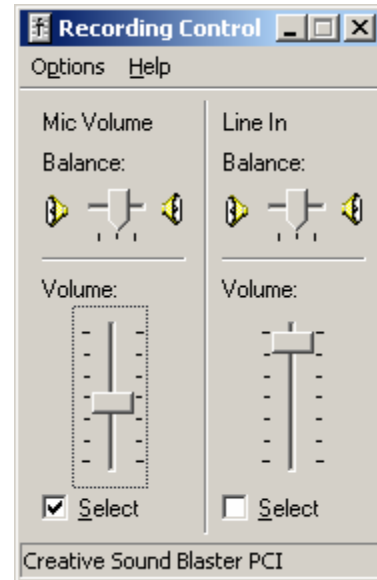 Recording Control
Options Help
Mic Volume
Balance:
Volume:
Select
Line In
Balance:
Volume:
Select
Creative Sound Blaster PCI